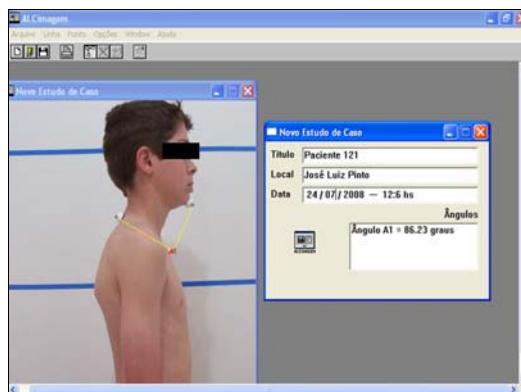 ALCimagem
Arquivo Linha Ponto Opções Window Ajuda
Novo Estudo de Caso
Novo Estudo de Caso
Título Paciente 121
Local José Luiz Pinto
Data 24 / 07/ / 2008 — 12:6 hs
Ângulos
Ângulo A1 = 86.23 graus